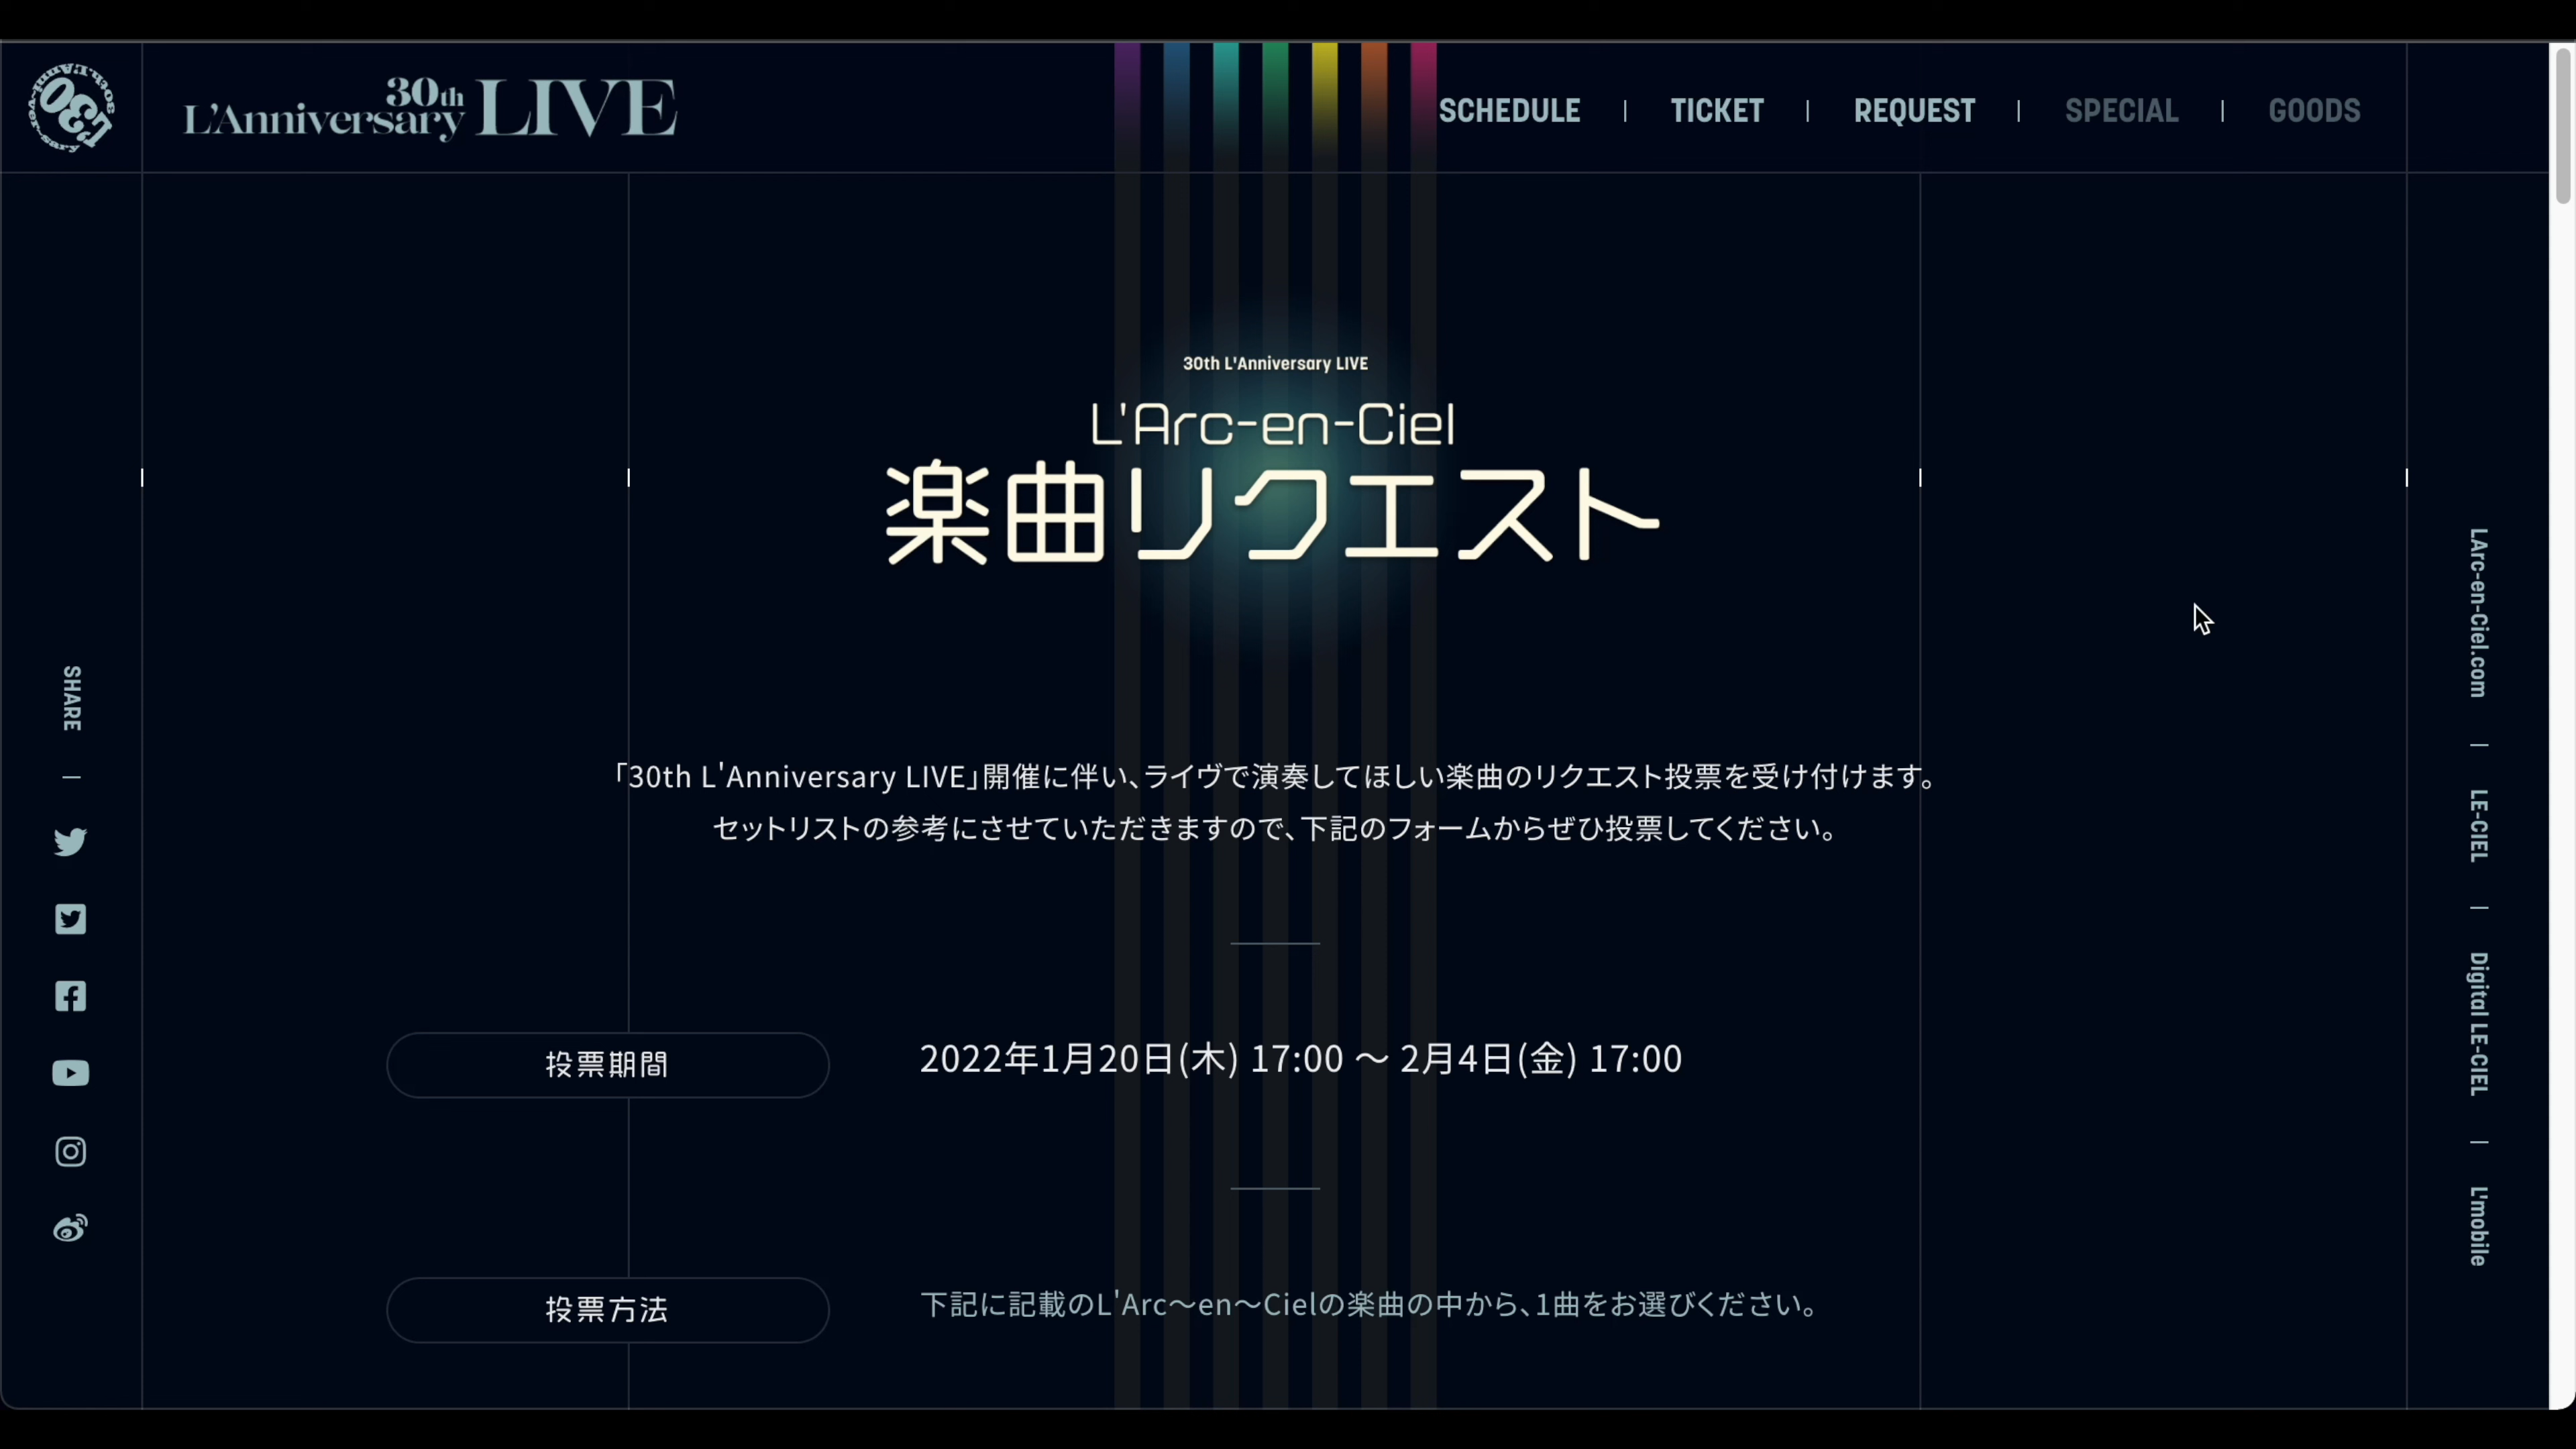 30th L'Anniversary
L'Anniversary 30th LIVE
SCHEDULE | TICKET | REQUEST | SPECIAL | GOODS
30th L'Anniversary LIVE
L'Arc-en-Ciel
楽曲リクエスト
「30th L'Anniversary LIVE」開催に伴い、ライヴで演奏してほしい楽曲のリクエスト投票を受け付けます。
セットリストの参考にさせていただきますので、下記のフォームからぜひ投票してください。
投票期間
2022年1月20日(木) 17:00 ～ 2月4日(金) 17:00
投票方法
下記に記載のL'Arc～en～Cielの楽曲の中から、1曲をお選びください。
SHARE
LArc-en-Ciel.com
LE-CIEL
Digital LE-CIEL
L'mobile